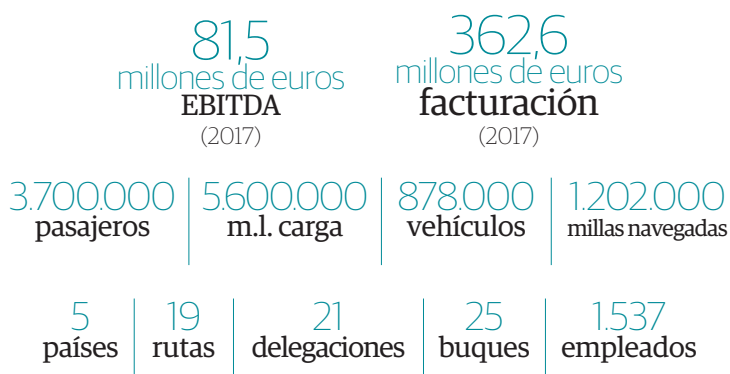 81,5
millones de euros
EBITDA
(2017)
362,6
millones de euros
facturación
(2017)
3.700.000
pasajeros
5.600.000
m.l. carga
878.000
vehículos
1.202.000
millas navegadas
5
países
19
rutas
21
delegaciones
25
buques
1.537
empleados